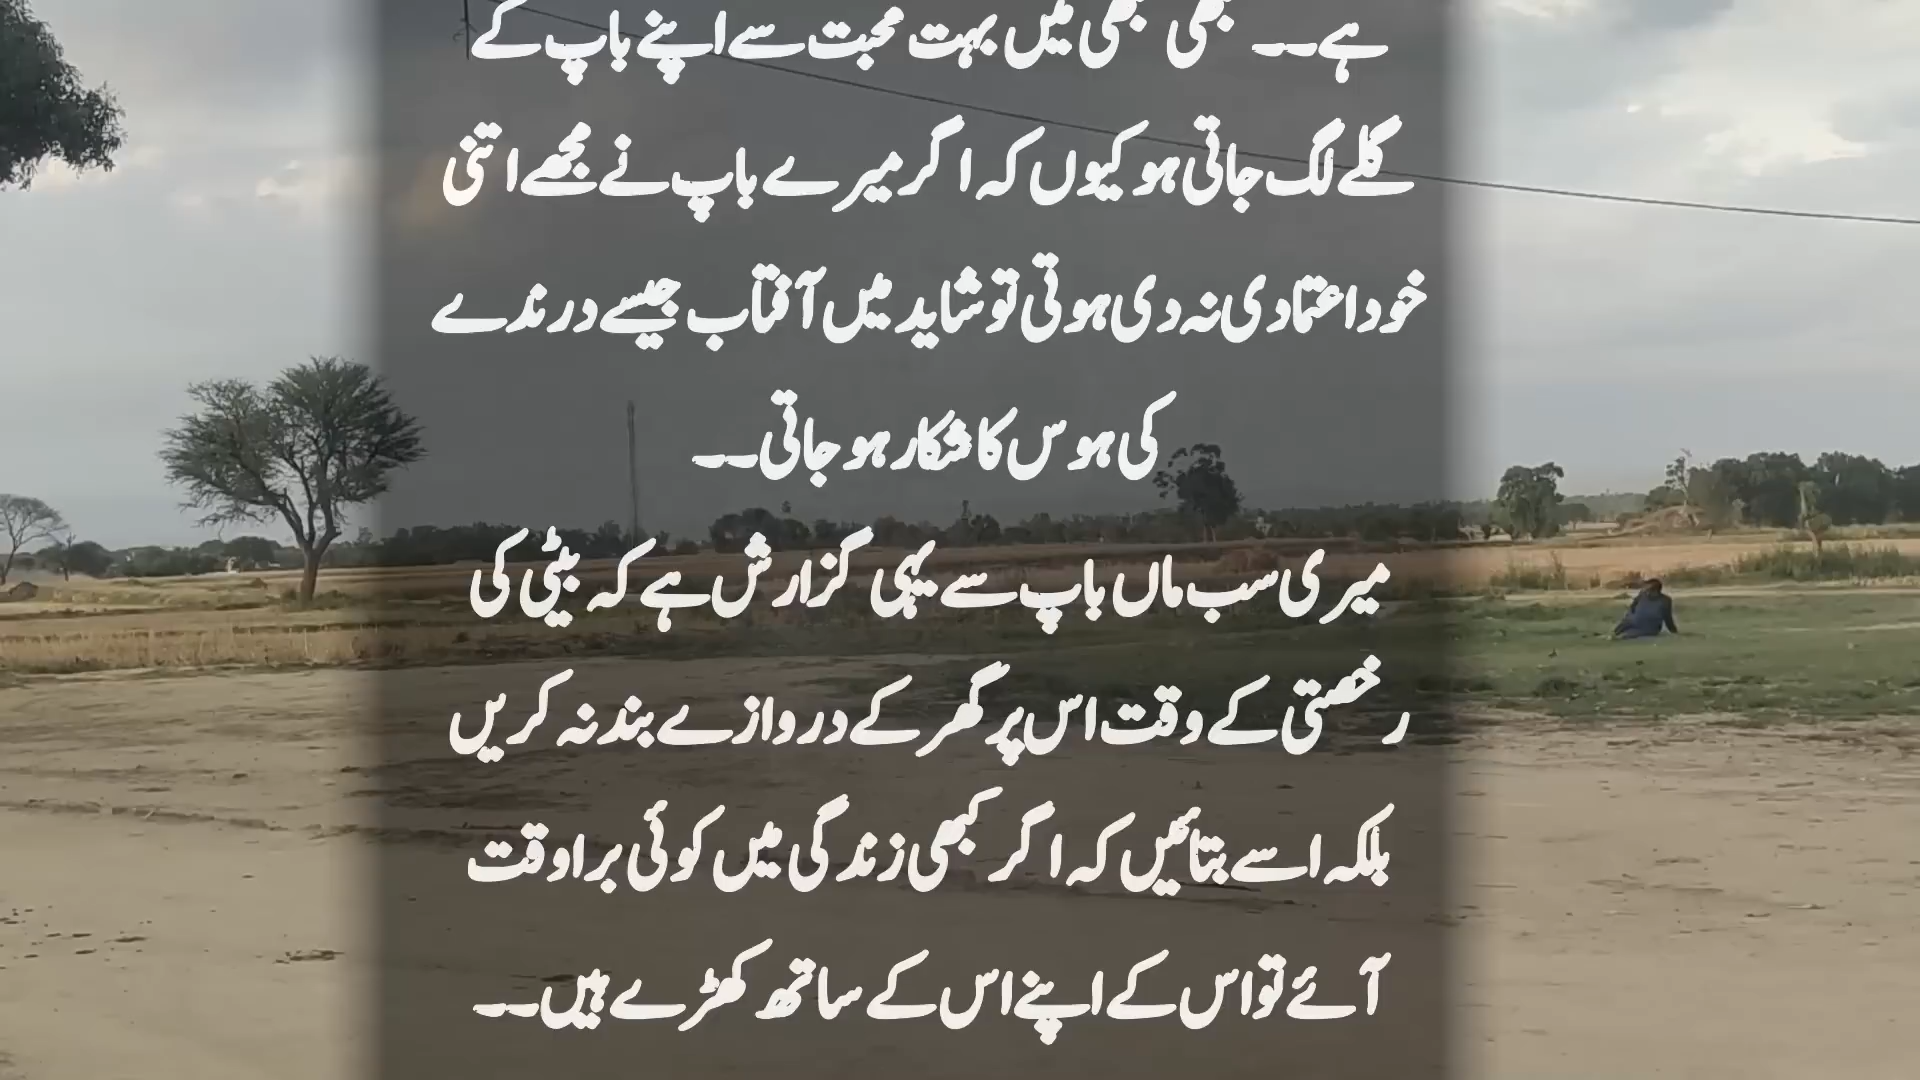 ہے۔۔ کبھی کبھی میں بہت محبت سے اپنے باپ کے
گلے لگ جاتی ہو کیوں کہ اگر میرے باپ نے مجھے اتنی
خود اعتمادی نہ دی ہوتی تو شاید میں آفتاب جیسے درندے
کی ہوس کا شکار ہو جاتی۔۔
میری سب ماں باپ سے یہی گزارش ہے کہ بیٹی کی
رخصتی کے وقت اس پر گھر کے دروازے بند نہ کریں
بلکہ اسے بتائیں کہ اگر کبھی زندگی میں کوئی برا وقت
آئے تو اس کے اپنے اس کے ساتھ کھڑے ہیں۔۔